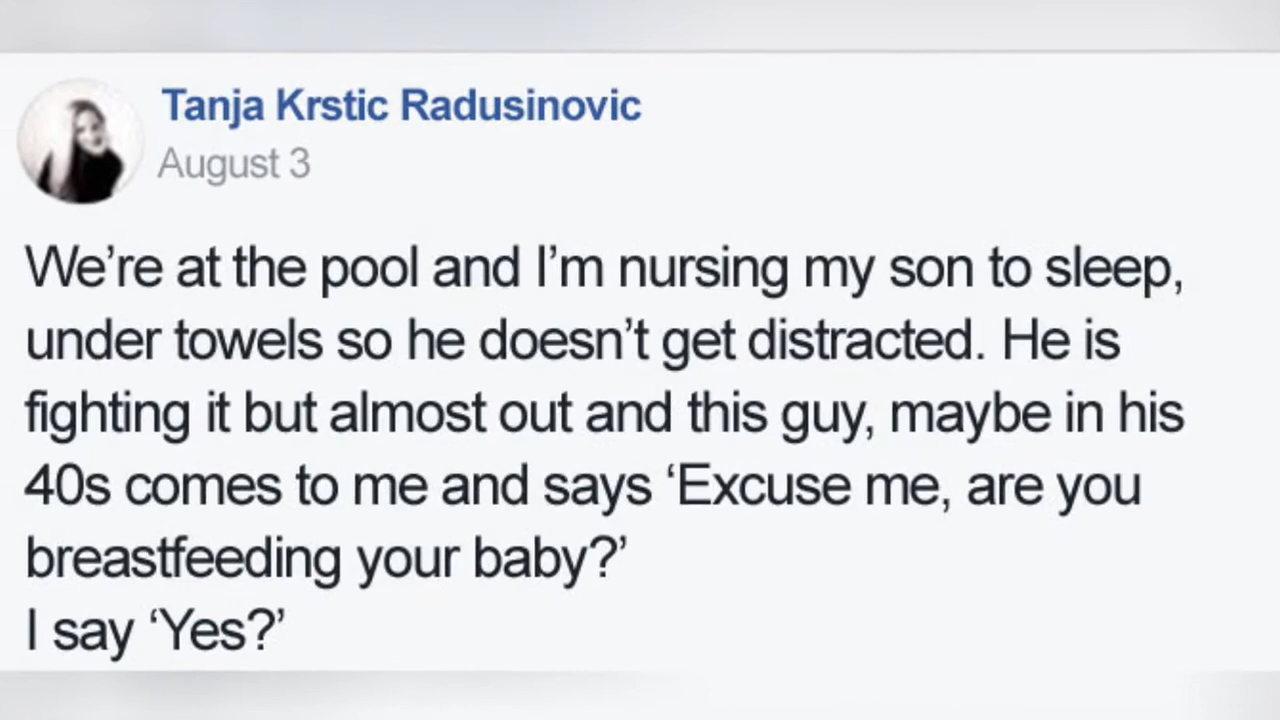 Tanja Krstic Radusinovic
August 3
We’re at the pool and I’m nursing my son to sleep,
under towels so he doesn’t get distracted. He is
fighting it but almost out and this guy, maybe in his
40s comes to me and says ‘Excuse me, are you
breastfeeding your baby?’
I say ‘Yes?’